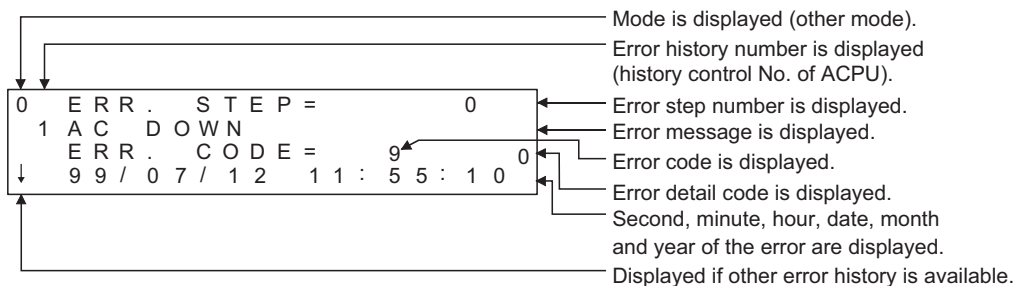 Mode is displayed (other mode).
Error history number is displayed
(history control No. of ACPU).
0 ERR. STEP= 0
Error step number is displayed.
1 AC DOWN
Error message is displayed.
ERR. CODE= 9 0
Error code is displayed.
↓ 99/07/12 11:55:10
Error detail code is displayed.
Second, minute, hour, date, month
and year of the error are displayed.
Displayed if other error history is available.